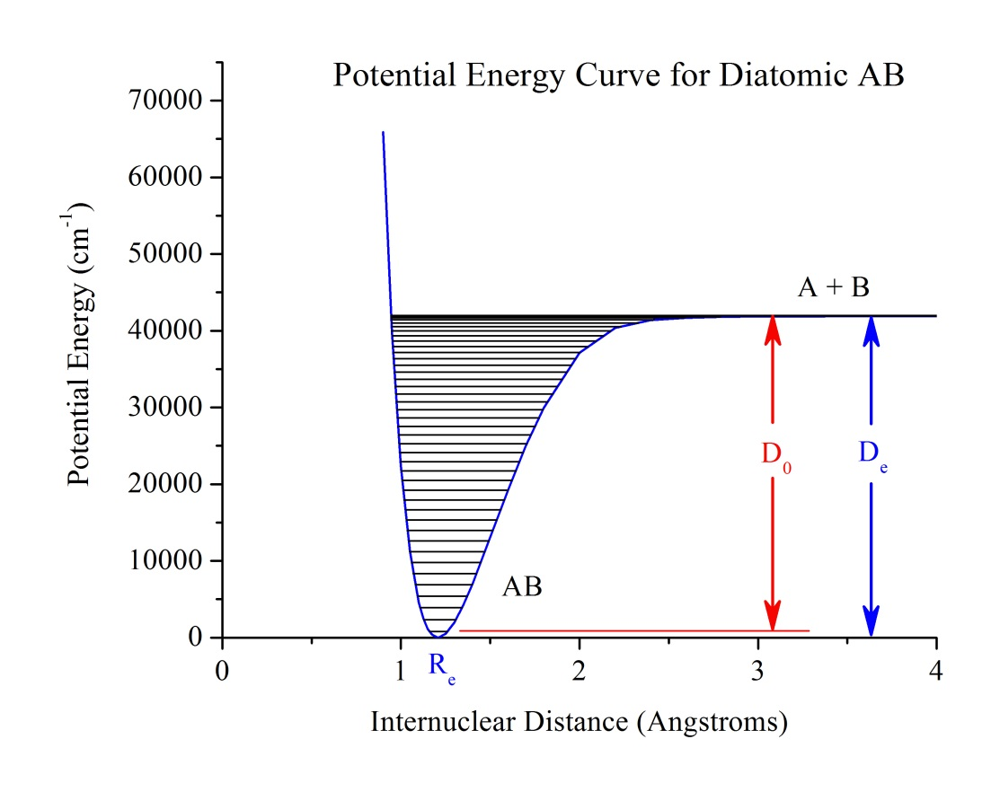 Potential Energy Curve for Diatomic AB
Potential Energy (cm-1)
70000
60000
50000
40000
30000
20000
10000
0
A + B
D0
De
AB
0
1
Re
2
3
4
Internuclear Distance (Angstroms)